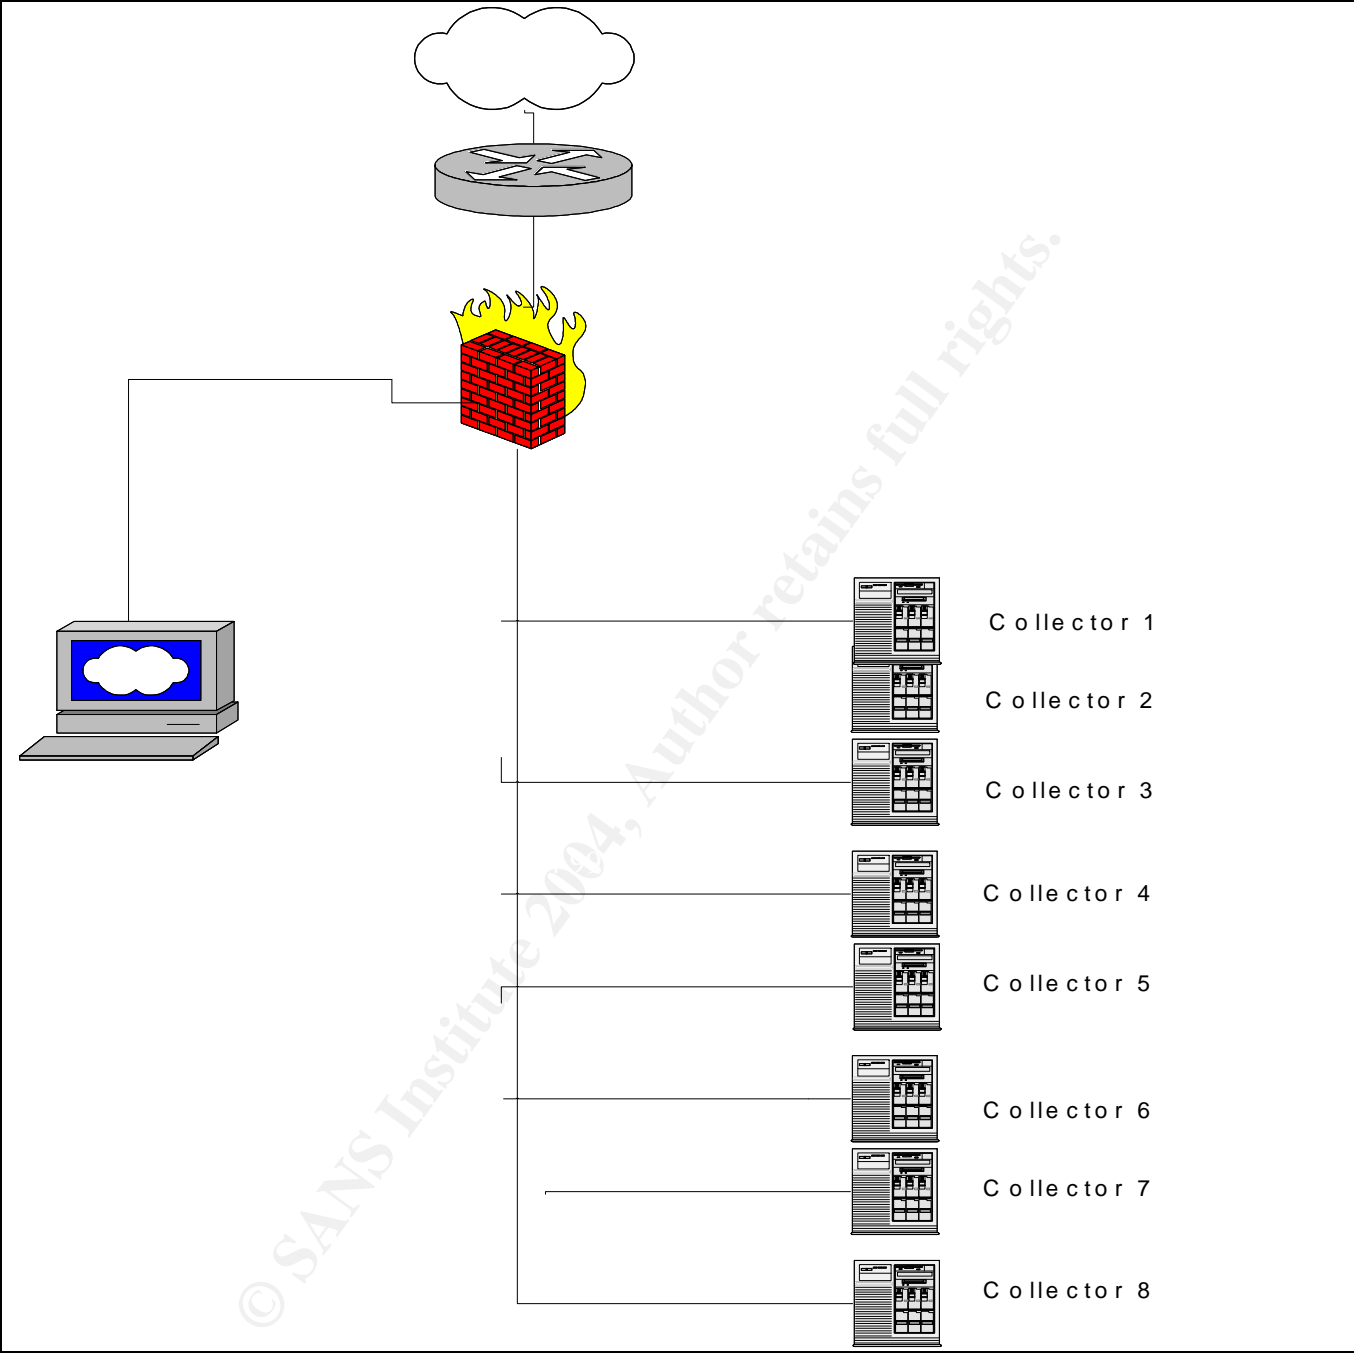 Collector 1
Collector 2
Collector 3
Collector 4
Collector 5
Collector 6
Collector 7
Collector 8
© SANS Institute 2004, Author retains full rights.